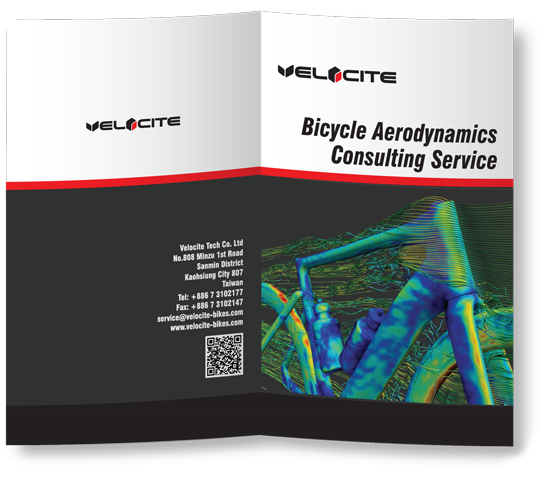 VELOCITE
Velocite Tech Co. Ltd
No.808 Minzu 1st Road
Sanmin District
Kaohsiung City 807
Taiwan
Tel: +886 7 3102177
Fax: +886 7 3102147
service@velocite-bikes.com
www.velocite-bikes.com
VELOCITE
Bicycle Aerodynamics
Consulting Service